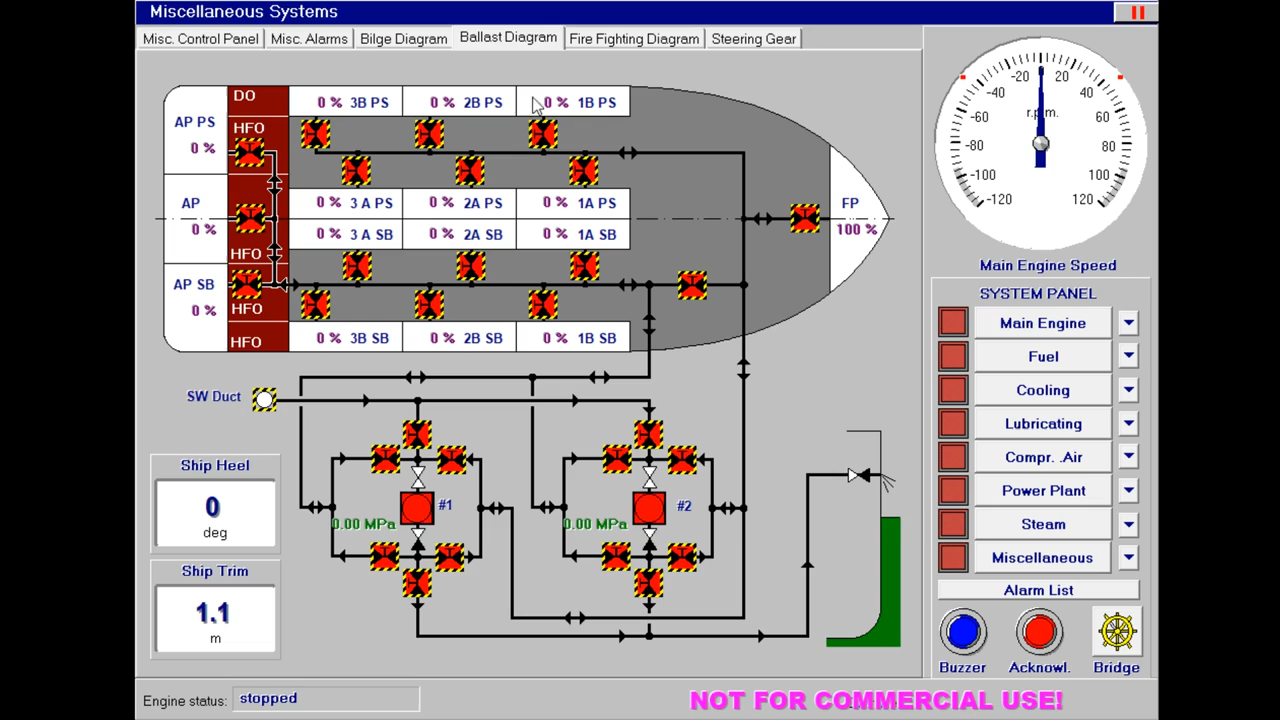 Miscellaneous Systems
Misc. Control Panel Misc. Alarms Bilge Diagram Ballast Diagram Fire Fighting Diagram Steering Gear
DO 0 % 3B PS 0 % 2B PS 0 % 1B PS
AP PS HFO
0 %
AP 0 % 3 A PS 0 % 2A PS 0 % 1A PS FP
0 % 0 % 3 A SB 0 % 2A SB 0 % 1A SB 100 %
HFO
AP SB
0 % HFO
HFO 0 % 3B SB 0 % 2B SB 0 % 1B SB
SW Duct
#1 #2
0.00 MPa 0.00 MPa
Ship Heel
0
deg
Ship Trim
1.1
m
-20 20
-40 40
r.p.m.
-60 60
-80 80
-100 100
-120 120
Main Engine Speed
SYSTEM PANEL
Main Engine
Fuel
Cooling
Lubricating
Compr. .Air
Power Plant
Steam
Miscellaneous
Alarm List
Buzzer Acknowl. Bridge
Engine status: stopped
NOT FOR COMMERCIAL USE!